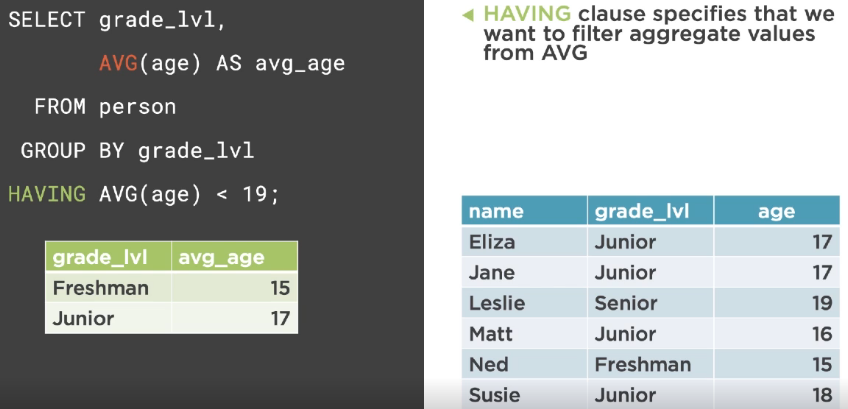 SELECT grade_lvl,
AVG(age) AS avg_age
FROM person
GROUP BY grade_lvl
HAVING AVG(age) < 19;
grade_lvl avg_age
Freshman 15
Junior 17
◀ HAVING clause specifies that we
want to filter aggregate values
from AVG
name grade_lvl age
Eliza Junior 17
Jane Junior 17
Leslie Senior 19
Matt Junior 16
Ned Freshman 15
Susie Junior 18